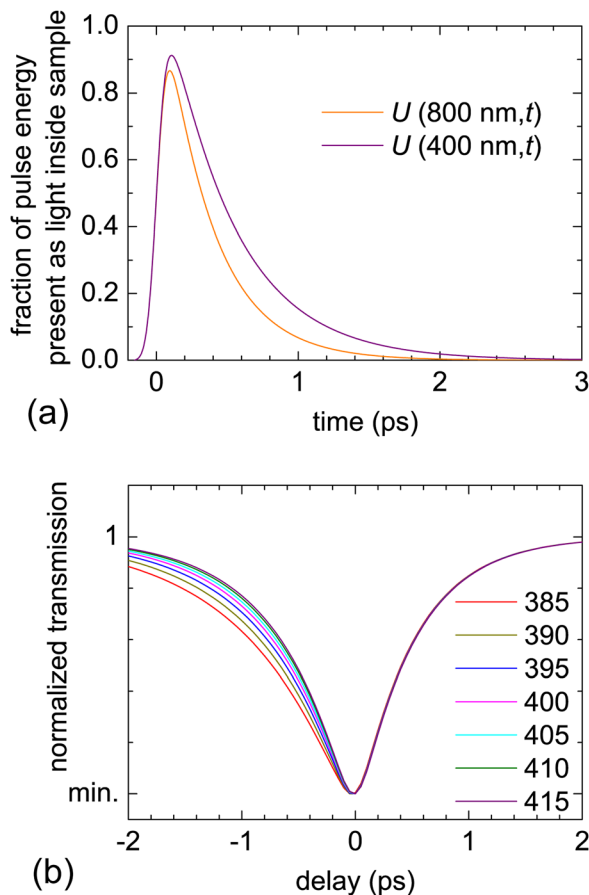 1.0
0.8
0.6
0.4
0.2
0.0
fraction of pulse energy
present as light inside sample
U (800 nm,t)
U (400 nm,t)
0 1 2 3
time (ps)
(a)
normalized transmission
1
min.
385
390
395
400
405
410
415
-2 -1 0 1 2
delay (ps)
(b)